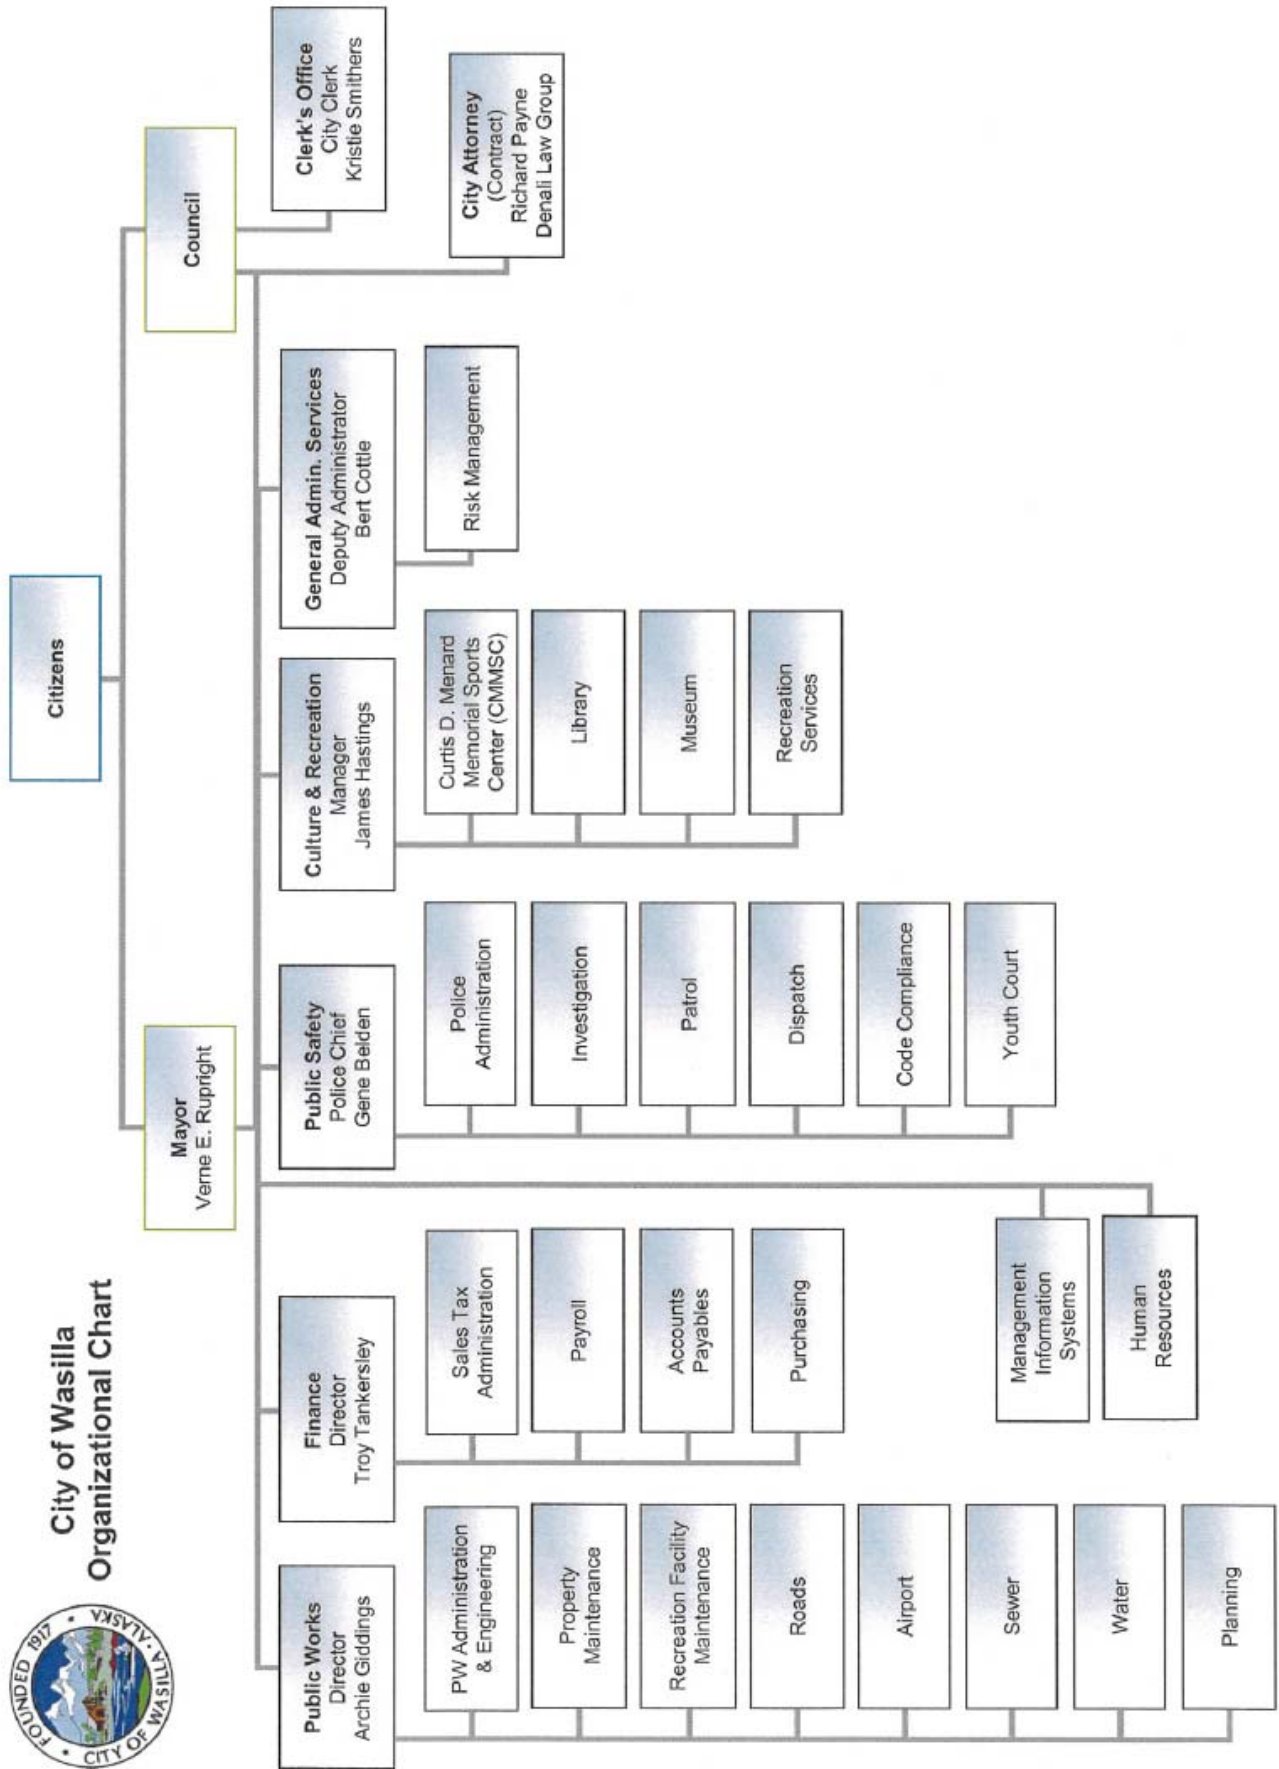 FOUNDED 1917 • CITY OF WASILLA • ALASKA •
City of Wasilla
Organizational Chart
Citizens
Mayor
Verne E. Rupright
Council
Public Works
Director
Archie Giddings
Finance
Director
Troy Tankersley
Public Safety
Police Chief
Gene Belden
Culture & Recreation
Manager
James Hastings
General Admin. Services
Deputy Administrator
Bert Cottle
Clerk's Office
City Clerk
Kristie Smithers
City Attorney
(Contract)
Richard Payne
Denali Law Group
PW Administration
& Engineering
Property
Maintenance
Recreation Facility
Maintenance
Roads
Airport
Sewer
Water
Planning
Sales Tax
Administration
Payroll
Accounts
Payables
Purchasing
Management
Information
Systems
Human
Resources
Police
Administration
Investigation
Patrol
Dispatch
Code Compliance
Youth Court
Curtis D. Menard
Memorial Sports
Center (CMMSC)
Library
Museum
Recreation
Services
Risk Management